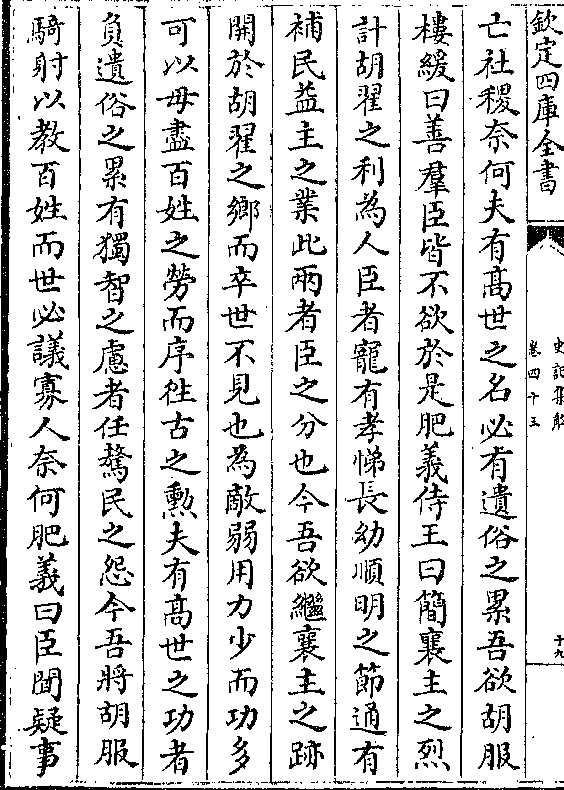 欽定四庫全書
史記集解
卷四十三
十九
亡社稷奈何夫有髙世之名必有遺俗之累吾欲胡服
樓緩曰善羣臣皆不欲於是肥義侍王曰簡襄主之烈
計胡翟之利為人臣者寵有孝悌長幼順明之節通有
補民益主之業此兩者臣之分也今吾欲繼襄主之跡
開於胡翟之鄉而卒世不見也為敵弱用力少而功多
可以毋盡百姓之勞而序徃古之勲夫有髙世之功者
負遺俗之累有獨智之慮者任驁民之怨今吾將胡服
騎射以教百姓而世必議寡人奈何肥義曰臣聞疑事